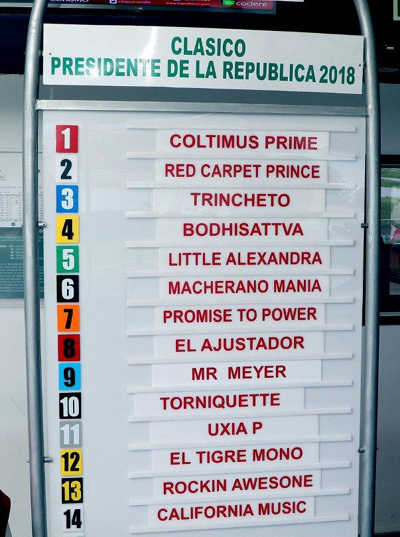 codere
CLASICO
PRESIDENTE DE LA REPUBLICA 2018
1 COLTIMUS PRIME
2 RED CARPET PRINCE
3 TRINCHETO
4 BODHISATTVA
5 LITTLE ALEXANDRA
6 MACHERANO MANIA
7 PROMISE TO POWER
8 EL AJUSTADOR
9 MR MEYER
10 TORNIQUETTE
11 UXIA P
12 EL TIGRE MONO
13 ROCKIN AWESONE
14 CALIFORNIA MUSIC